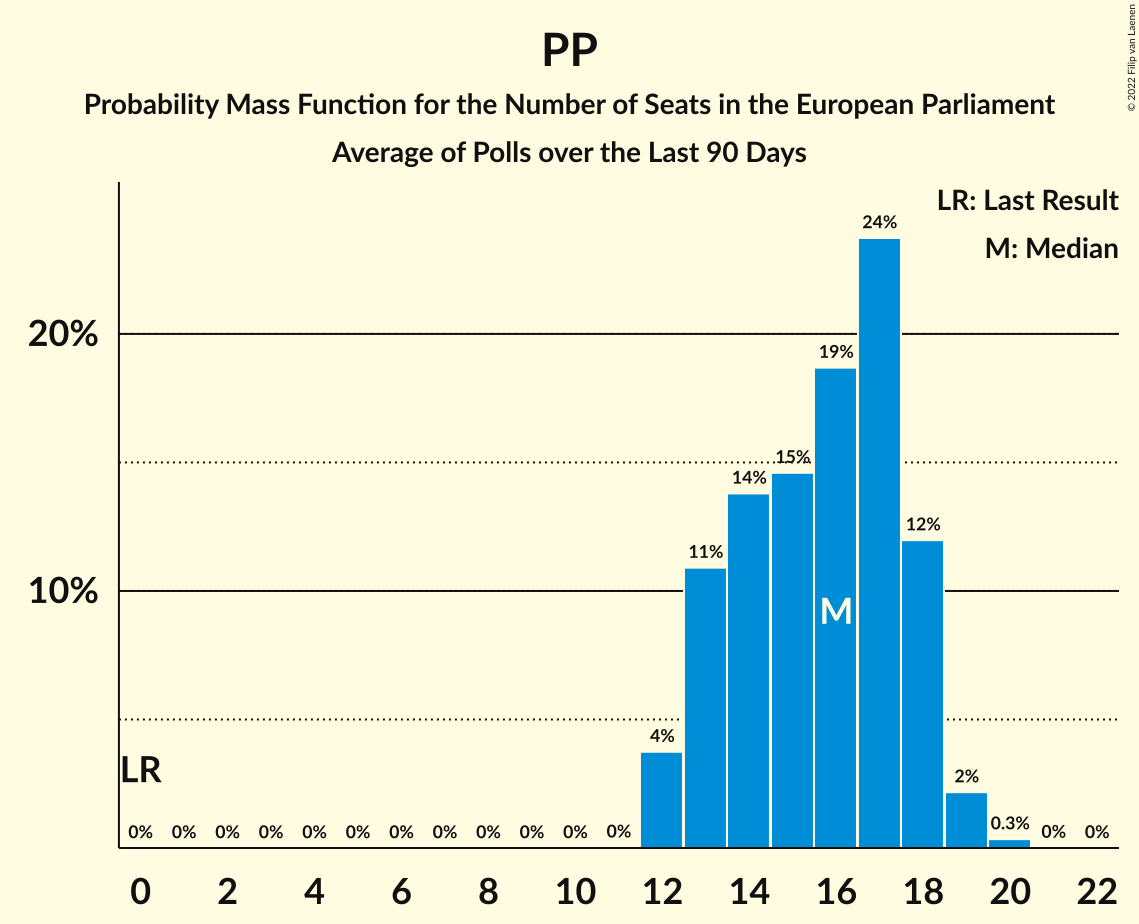 PP
Probability Mass Function for the Number of Seats in the European Parliament
Average of Polls over the Last 90 Days
© 2022 Filip van Laenen
LR: Last Result
M: Median
24%
20%
19%
15%
14%
12%
11%
10%
M
4%
LR
2%
0.3%
0% 0% 0% 0% 0% 0% 0% 0% 0% 0% 0% 0% 0% 0%
0 2 4 6 8 10 12 14 16 18 20 22